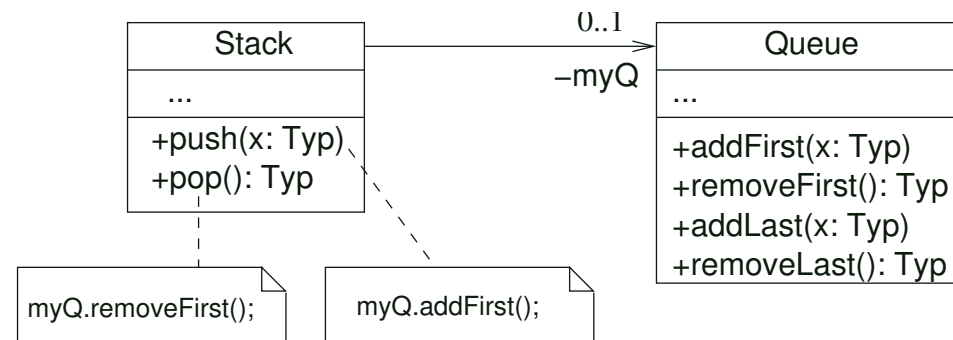 Stack
...
+push(x: Typ)
+pop(): Typ
0..1
–myQ
Queue
...
+addFirst(x: Typ)
+removeFirst(): Typ
+addLast(x: Typ)
+removeLast(): Typ
myQ.removeFirst();
myQ.addFirst();